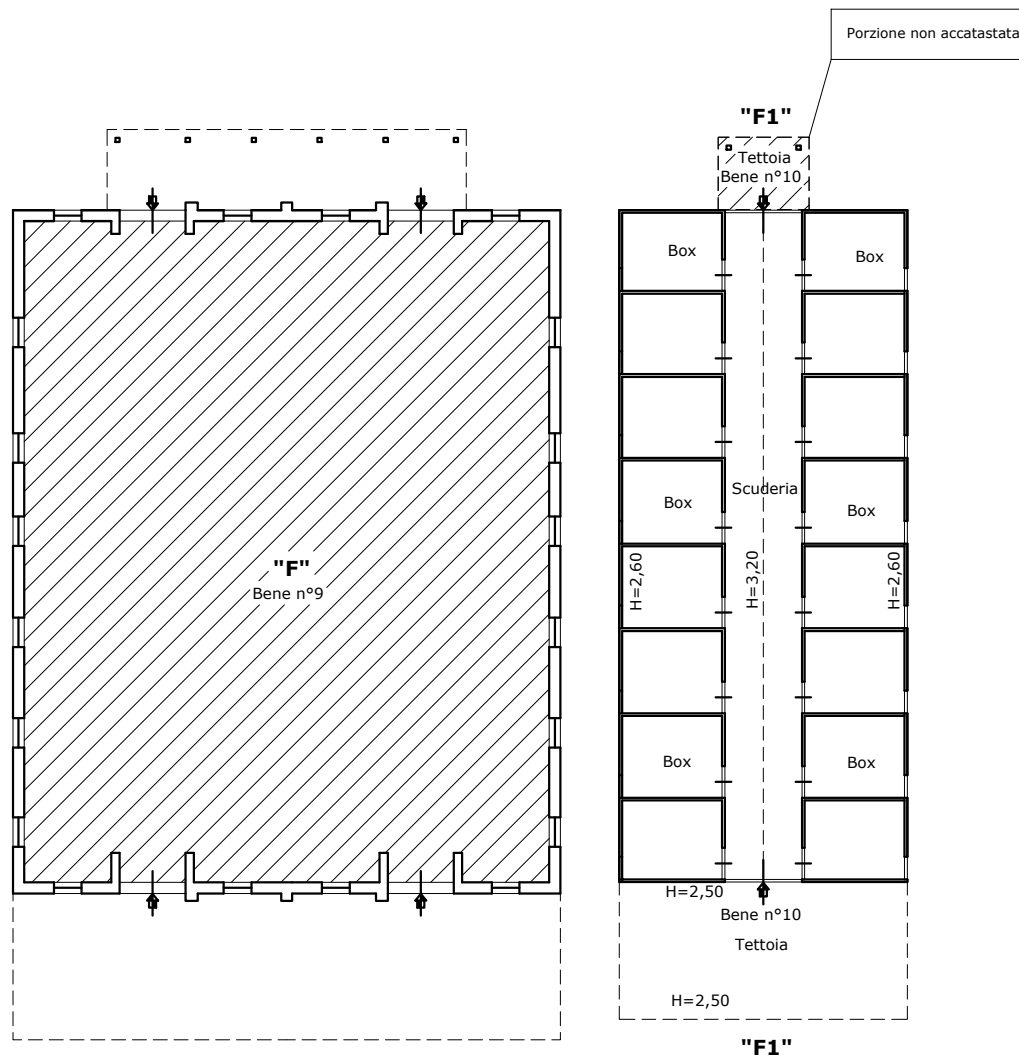 Porzione non accatastata
"F1"
Tettoia
Bene n°10
Box
Box
Box
Scuderia
Box
"F"
Bene n°9
H=2,60
H=3,20
H=2,60
Box
Box
H=2,50
Bene n°10
Tettoia
H=2,50
"F1"